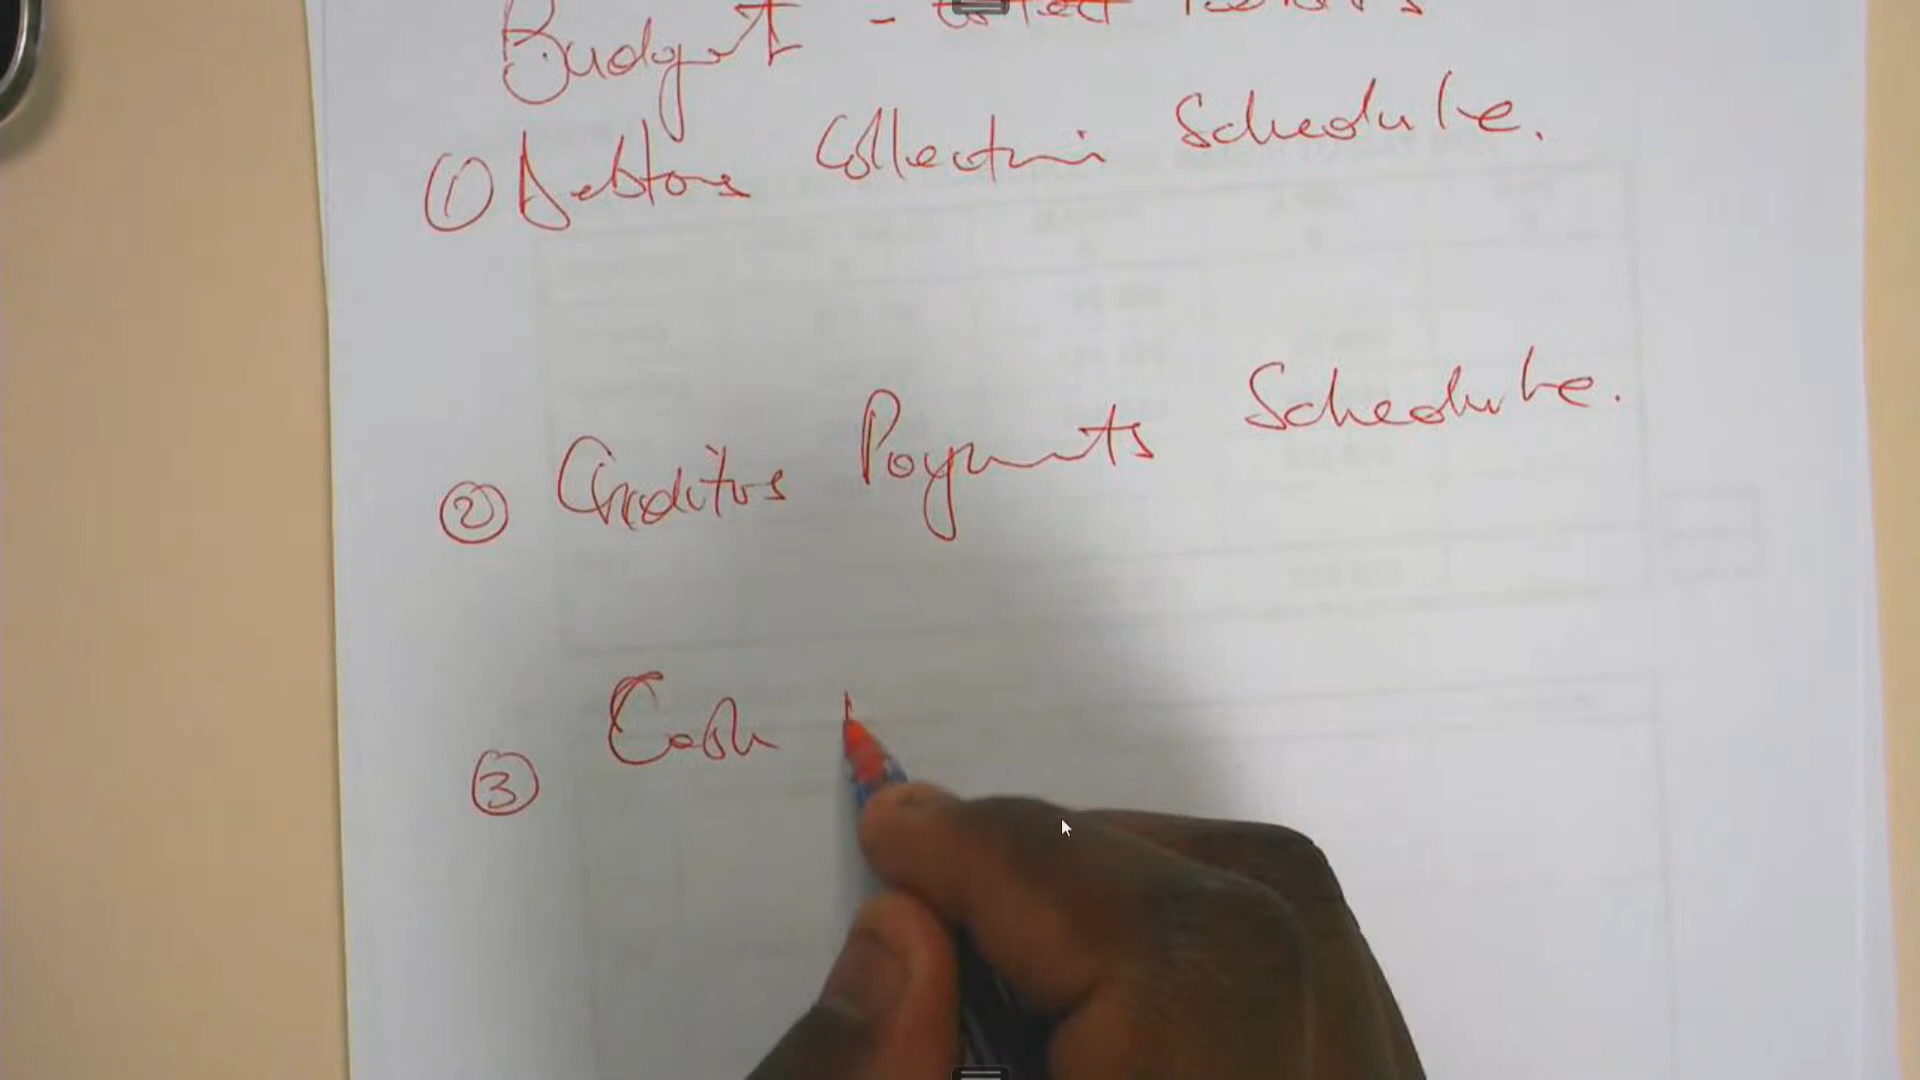 Budget -
① Debtors Collection Schedule.
② Creditors Payments Schedule.
③ Cash